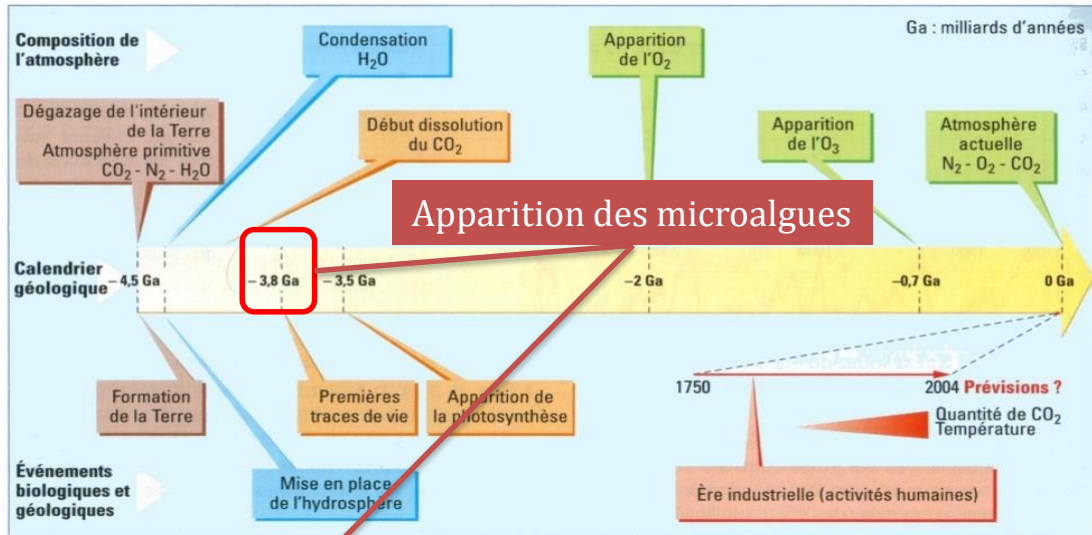 Ga : milliards d'années
Composition de
l'atmosphère
Condensation
H₂O
Apparition
de l'O₂
Dégazage de l'intérieur
de la Terre
Atmosphère primitive
CO₂ - N₂ - H₂O
Début dissolution
du CO₂
Apparition
de l'O₃
Atmosphère
actuelle
N₂ - O₂ - CO₂
Apparition des microalgues
Calendrier
géologique
– 4,5 Ga
– 3,8 Ga
– 3,5 Ga
–2 Ga
–0,7 Ga
0 Ga
Formation
de la Terre
Premières
traces de vie
Apparition de
la photosynthèse
1750
2004 Prévisions ?
Quantité de CO₂
Température
Événements
biologiques et
géologiques
Mise en place
de l'hydrosphère
Ère industrielle (activités humaines)